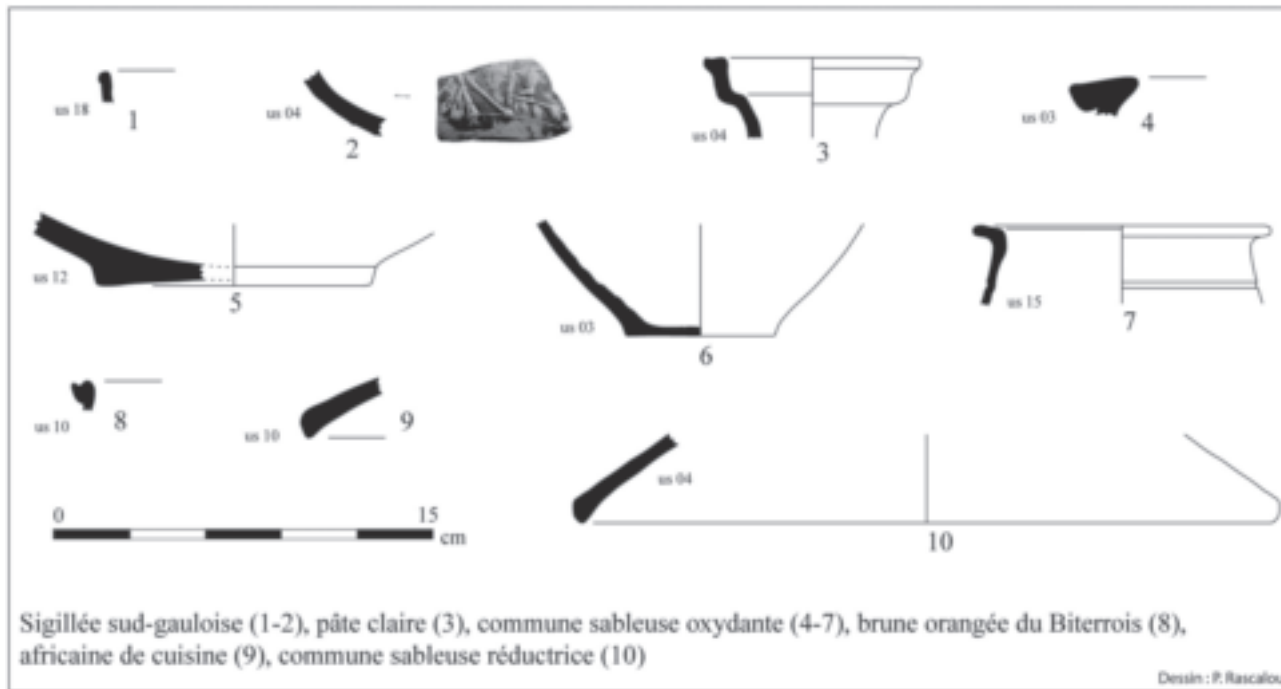 us 18
1
us 04
2
us 04
3
us 03
4
us 12
5
us 03
6
us 15
7
us 10
8
us 10
9
us 04
10
0 15
cm
Sigillée sud-gauloise (1-2), pâte claire (3), commune sableuse oxydante (4-7), brune orangée du Biterrois (8),
africaine de cuisine (9), commune sableuse réductrice (10)
Dessin : P. Rascalou